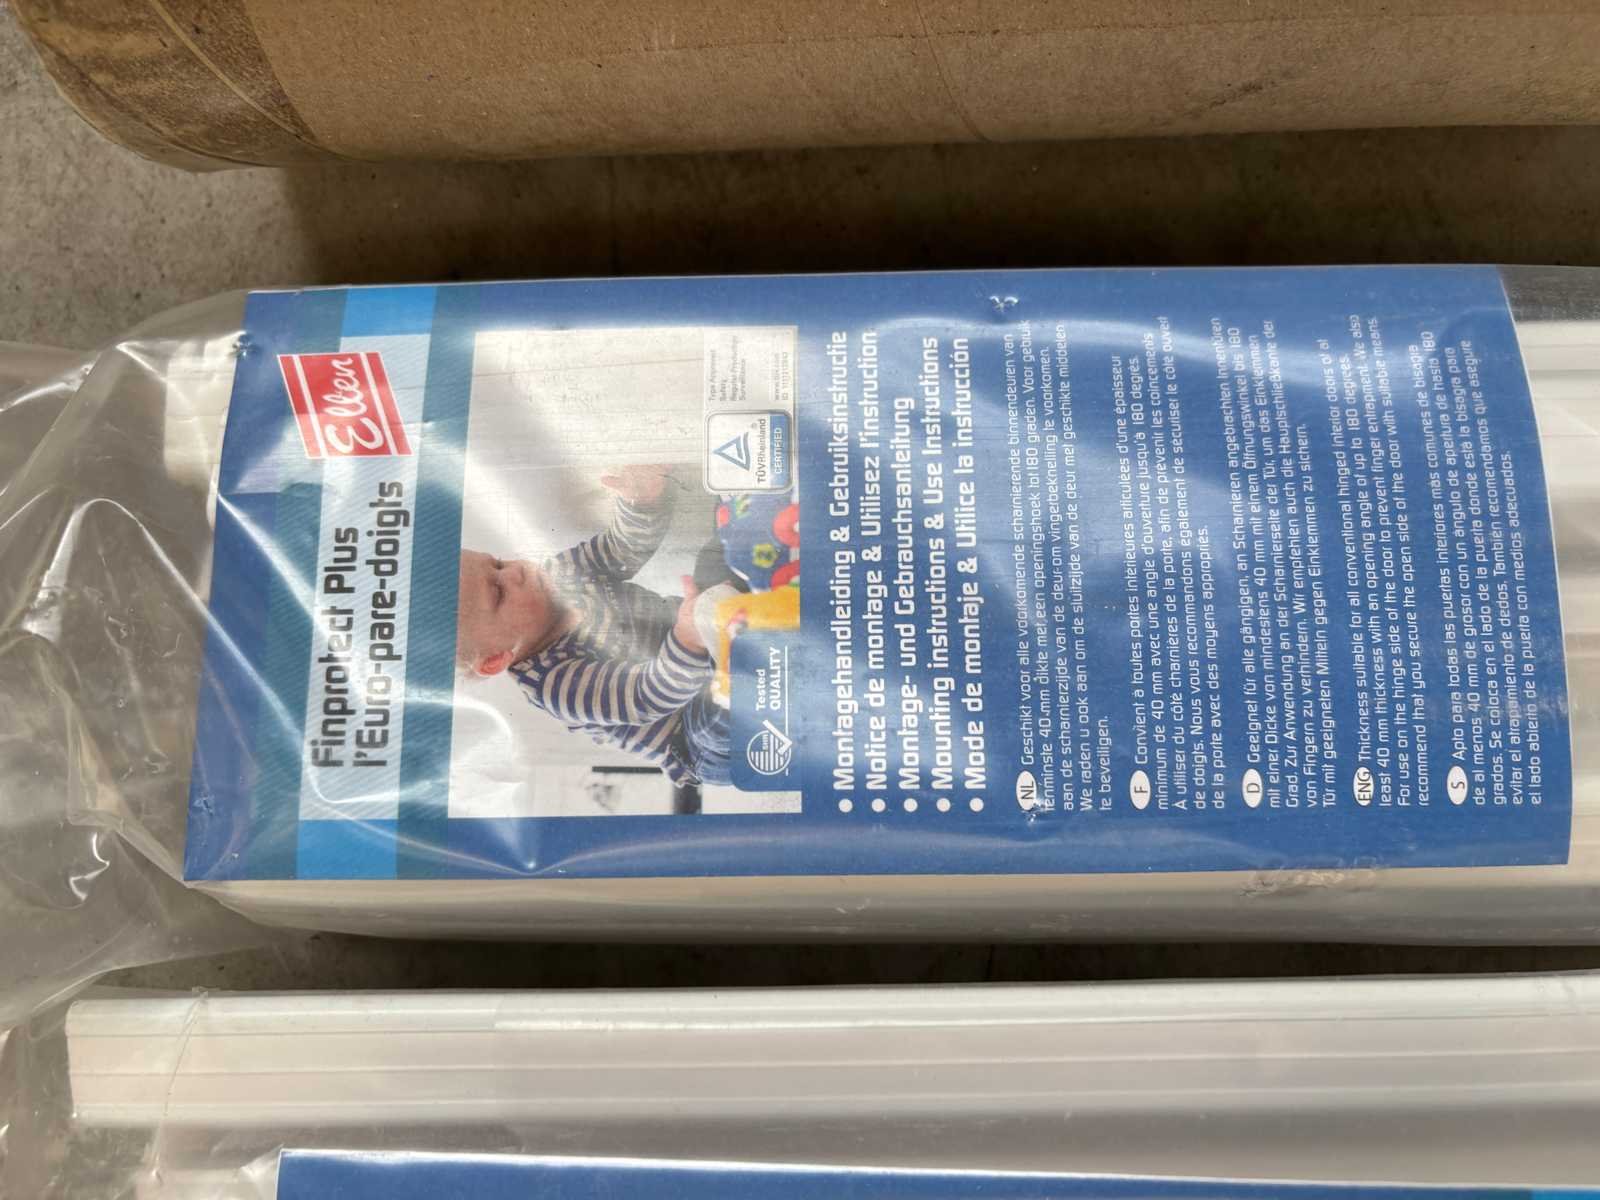 Ellen
Finprotect Plus
l'Euro-pare-doigts
Type Approved
Safety
Regular Production
Surveillance
www.tuv.com
TÜVRheinland
CERTIFIED
Tested
QUALITY
SHR
• Montagehandleiding & Gebruiksinstructie
• Notice de montage & Utilisez l'instruction
• Montage- und Gebrauchsanleitung
• Mounting instructions & Use Instructions
• Mode de montaje & Utilice la instrucción
NL Geschikt voor alle voorkomende scharnierende binnendeuren van
tenminste 40 mm dikte met een openingshoek tot 180 graden. Voor gebruik
aan de scharnierzijde van de deur om vingerbeknelling te voorkomen.
We raden u ook aan om de sluitzijde van de deur met geschikte middelen
te beveiligen.
F Convient à toutes portes intérieures articulées d'une épaisseur
minimum de 40 mm avec une angle d'ouverture jusqu'à 180 degrés.
À utiliser du côté charnières de la porte, afin de prévenir les coincements
de doigts. Nous vous recommandons également de sécuriser le côté ouvert
de la porte avec des moyens appropriés.
D Geeignet für alle gängigen, an Scharnieren angebrachten Innentüren
mit einer Dicke von mindestens 40 mm mit einem Öffnungswinkel bis 180
Grad. Zur Anwendung an der Scharnierseite der Tür, um das Einklemmen
von Fingern zu verhindern. Wir empfehlen auch die Hauptschließkante der
Tür mit geeigneten Mitteln gegen Einklemmen zu sichern.
ENG Thickness suitable for all conventional hinged interior doors of at
least 40 mm thickness with an opening angle of up to 180 degrees.
For use on the hinge side of the door to prevent finger entrapment. We also
recommend that you secure the open side of the door with suitable means.
S Apto para todas las puertas interiores más comunes de bisagra
de al menos 40 mm de grosor con un ángulo de apertura de hasta 180
grados. Se coloca en el lado de la puerta donde está la bisagra para
evitar el atrapamiento de dedos. También recomendamos que asegure
el lado abierto de la puerta con medios adecuados.